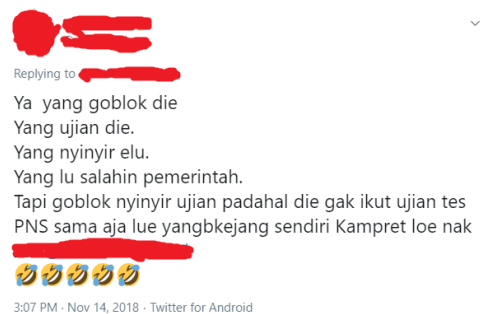 Replying to
Ya yang goblok die
Yang ujian die.
Yang nyinyir elu.
Yang lu salahin pemerintah.
Tapi goblok nyinyir ujian padahal die gak ikut ujian tes
PNS sama aja lue yangbkejang sendiri Kampret loe nak
🤣🤣🤣🤣🤣
3:07 PM · Nov 14, 2018 · Twitter for Android